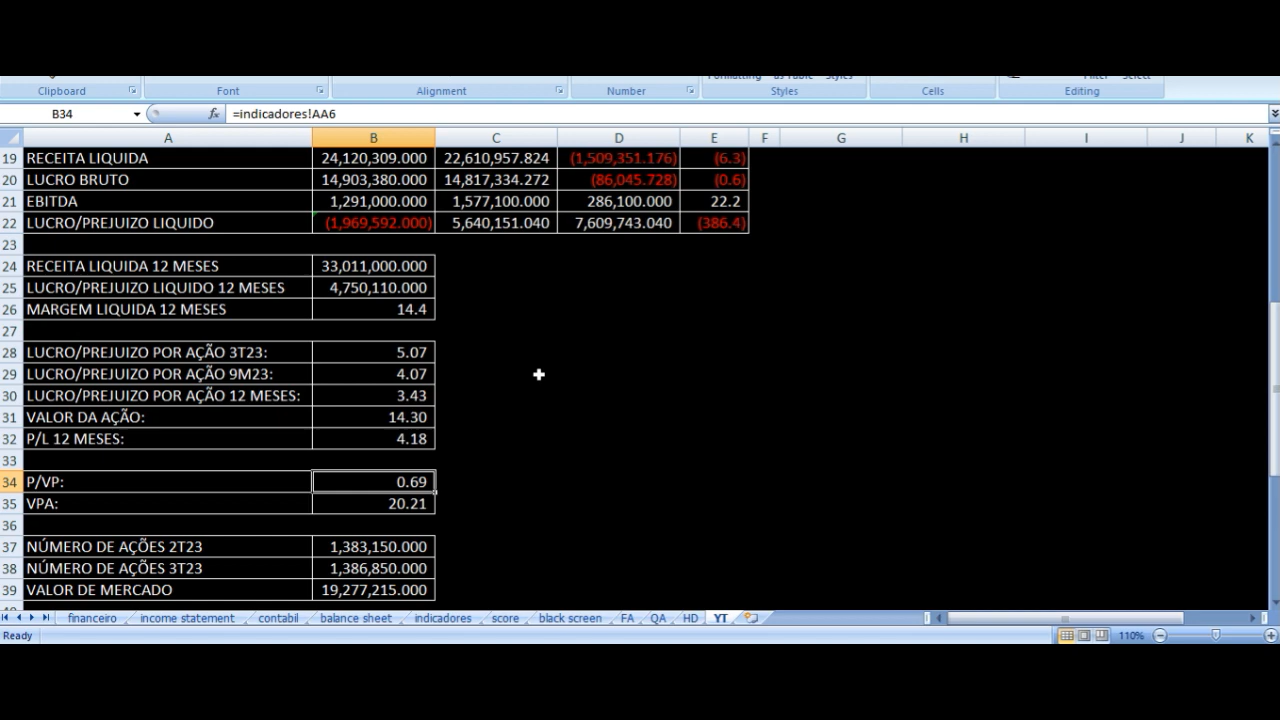 Clipboard Font Alignment Number Styles Cells Editing
B34 =indicadores!AA6
A B C D E F G H I J K
19 RECEITA LIQUIDA 24,120,309.000 22,610,957.824 (1,509,351.176) (6.3)
20 LUCRO BRUTO 14,903,380.000 14,817,334.272 (86,045.728) (0.6)
21 EBITDA 1,291,000.000 1,577,100.000 286,100.000 22.2
22 LUCRO/PREJUIZO LIQUIDO (1,969,592.000) 5,640,151.040 7,609,743.040 (386.4)
23
24 RECEITA LIQUIDA 12 MESES 33,011,000.000
25 LUCRO/PREJUIZO LIQUIDO 12 MESES 4,750,110.000
26 MARGEM LIQUIDA 12 MESES 14.4
27
28 LUCRO/PREJUIZO POR AÇÃO 3T23: 5.07
29 LUCRO/PREJUIZO POR AÇÃO 9M23: 4.07
30 LUCRO/PREJUIZO POR AÇÃO 12 MESES: 3.43
31 VALOR DA AÇÃO: 14.30
32 P/L 12 MESES: 4.18
33
34 P/VP: 0.69
35 VPA: 20.21
36
37 NÚMERO DE AÇÕES 2T23 1,383,150.000
38 NÚMERO DE AÇÕES 3T23 1,386,850.000
39 VALOR DE MERCADO 19,277,215.000
financeiro income statement contabil balance sheet indicadores score black screen FA QA HD YT
Ready 110%